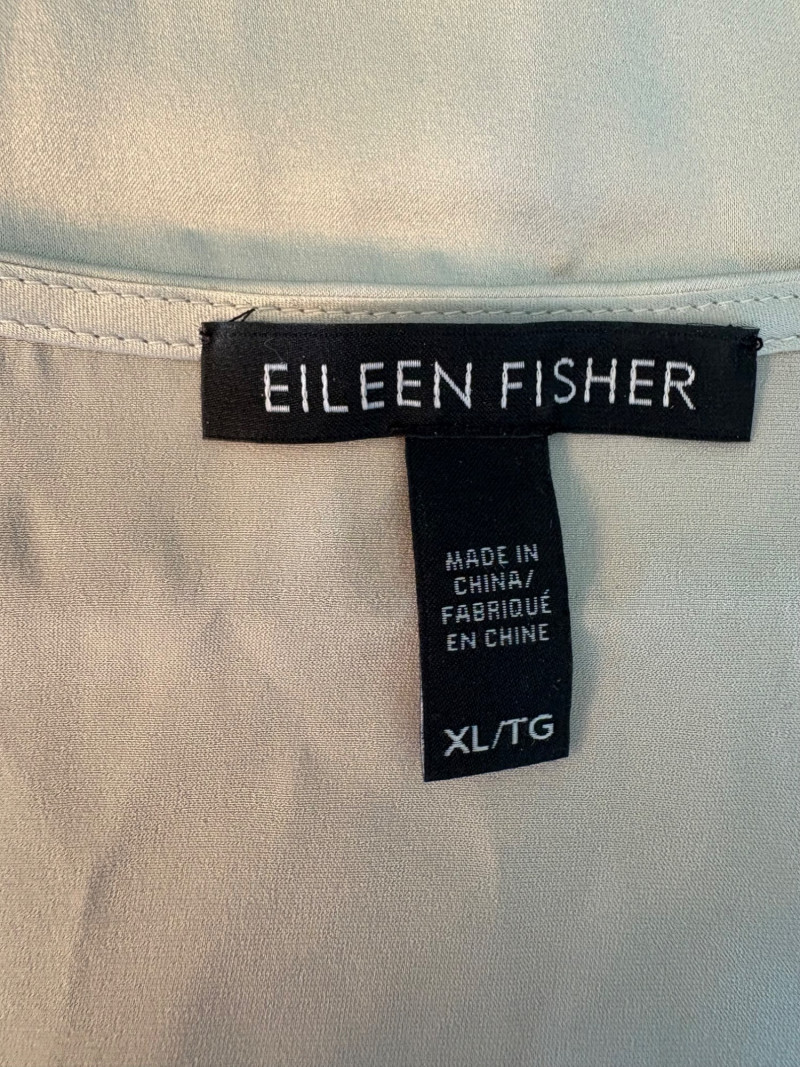 EILEEN FISHER
MADE IN
CHINA/
FABRIQUÉ
EN CHINE
XL/TG